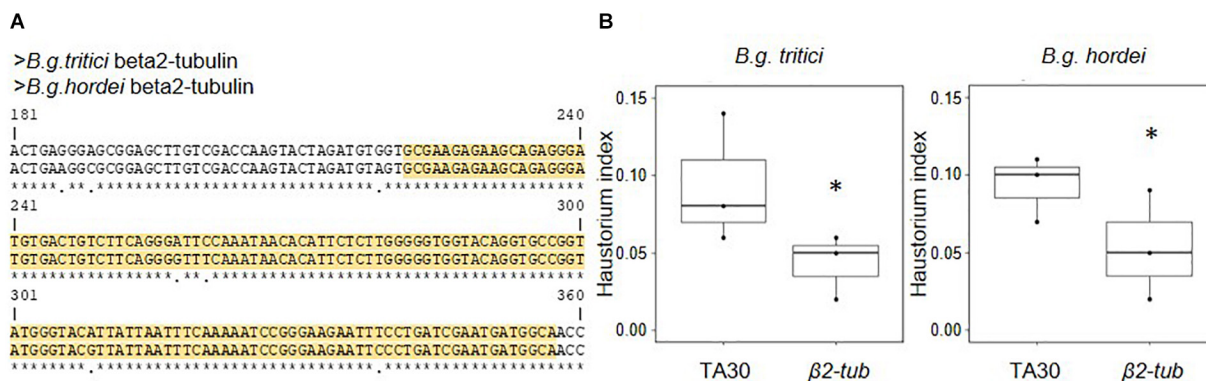 A
>B.g.tritici beta2-tubulin
>B.g.hordei beta2-tubulin
181 240
ACTGAGGGAGCGGAGCTTGTCGACCAAGTACTAGATGTGGTGCGAAGAGAAGCAGAGGGA
ACTGAAGGCGCGGAGCTTGTCGACCAAGTACTAGATGTAGTGCGAAGAGAAGCAGAGGGA
*****.**.*****************************.*********************
241 300
TGTGACTGTCTTCAGGGATTCCAAATAACACATTCTCTTGGGGGTGGTACAGGTGCCGGT
TGTGACTGTCTTCAGGGGTTTCAAATAACACATTCTCTTGGGGGTGGTACAGGTGCCGGT
*****************.**.***************************************
301 360
ATGGGTACATTATTAATTTCAAAAATCCGGGAAGAATTTCCTGATCGAATGATGGCAACC
ATGGGTACGTTATTAATTTCAAAAATCCGGGAAGAATTCCCTGATCGAATGATGGCAACC
********.*****************************.*********************
B
B.g. tritici
Haustorium index
0.15
0.10
0.05
0.00
*
TA30 β2-tub
B.g. hordei
Haustorium index
0.15
0.10
0.05
0.00
*
TA30 β2-tub